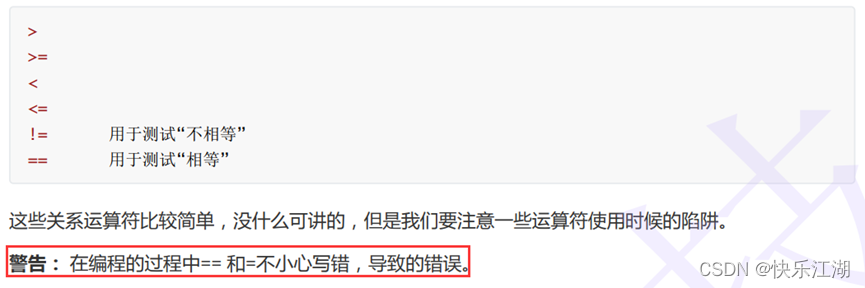 >
>=
<
<=
!= 用于测试“不相等”
== 用于测试“相等”
这些关系运算符比较简单，没什么可讲的，但是我们要注意一些运算符使用时候的陷阱。
警告： 在编程的过程中== 和=不小心写错，导致的错误。
CSDN @快乐江湖